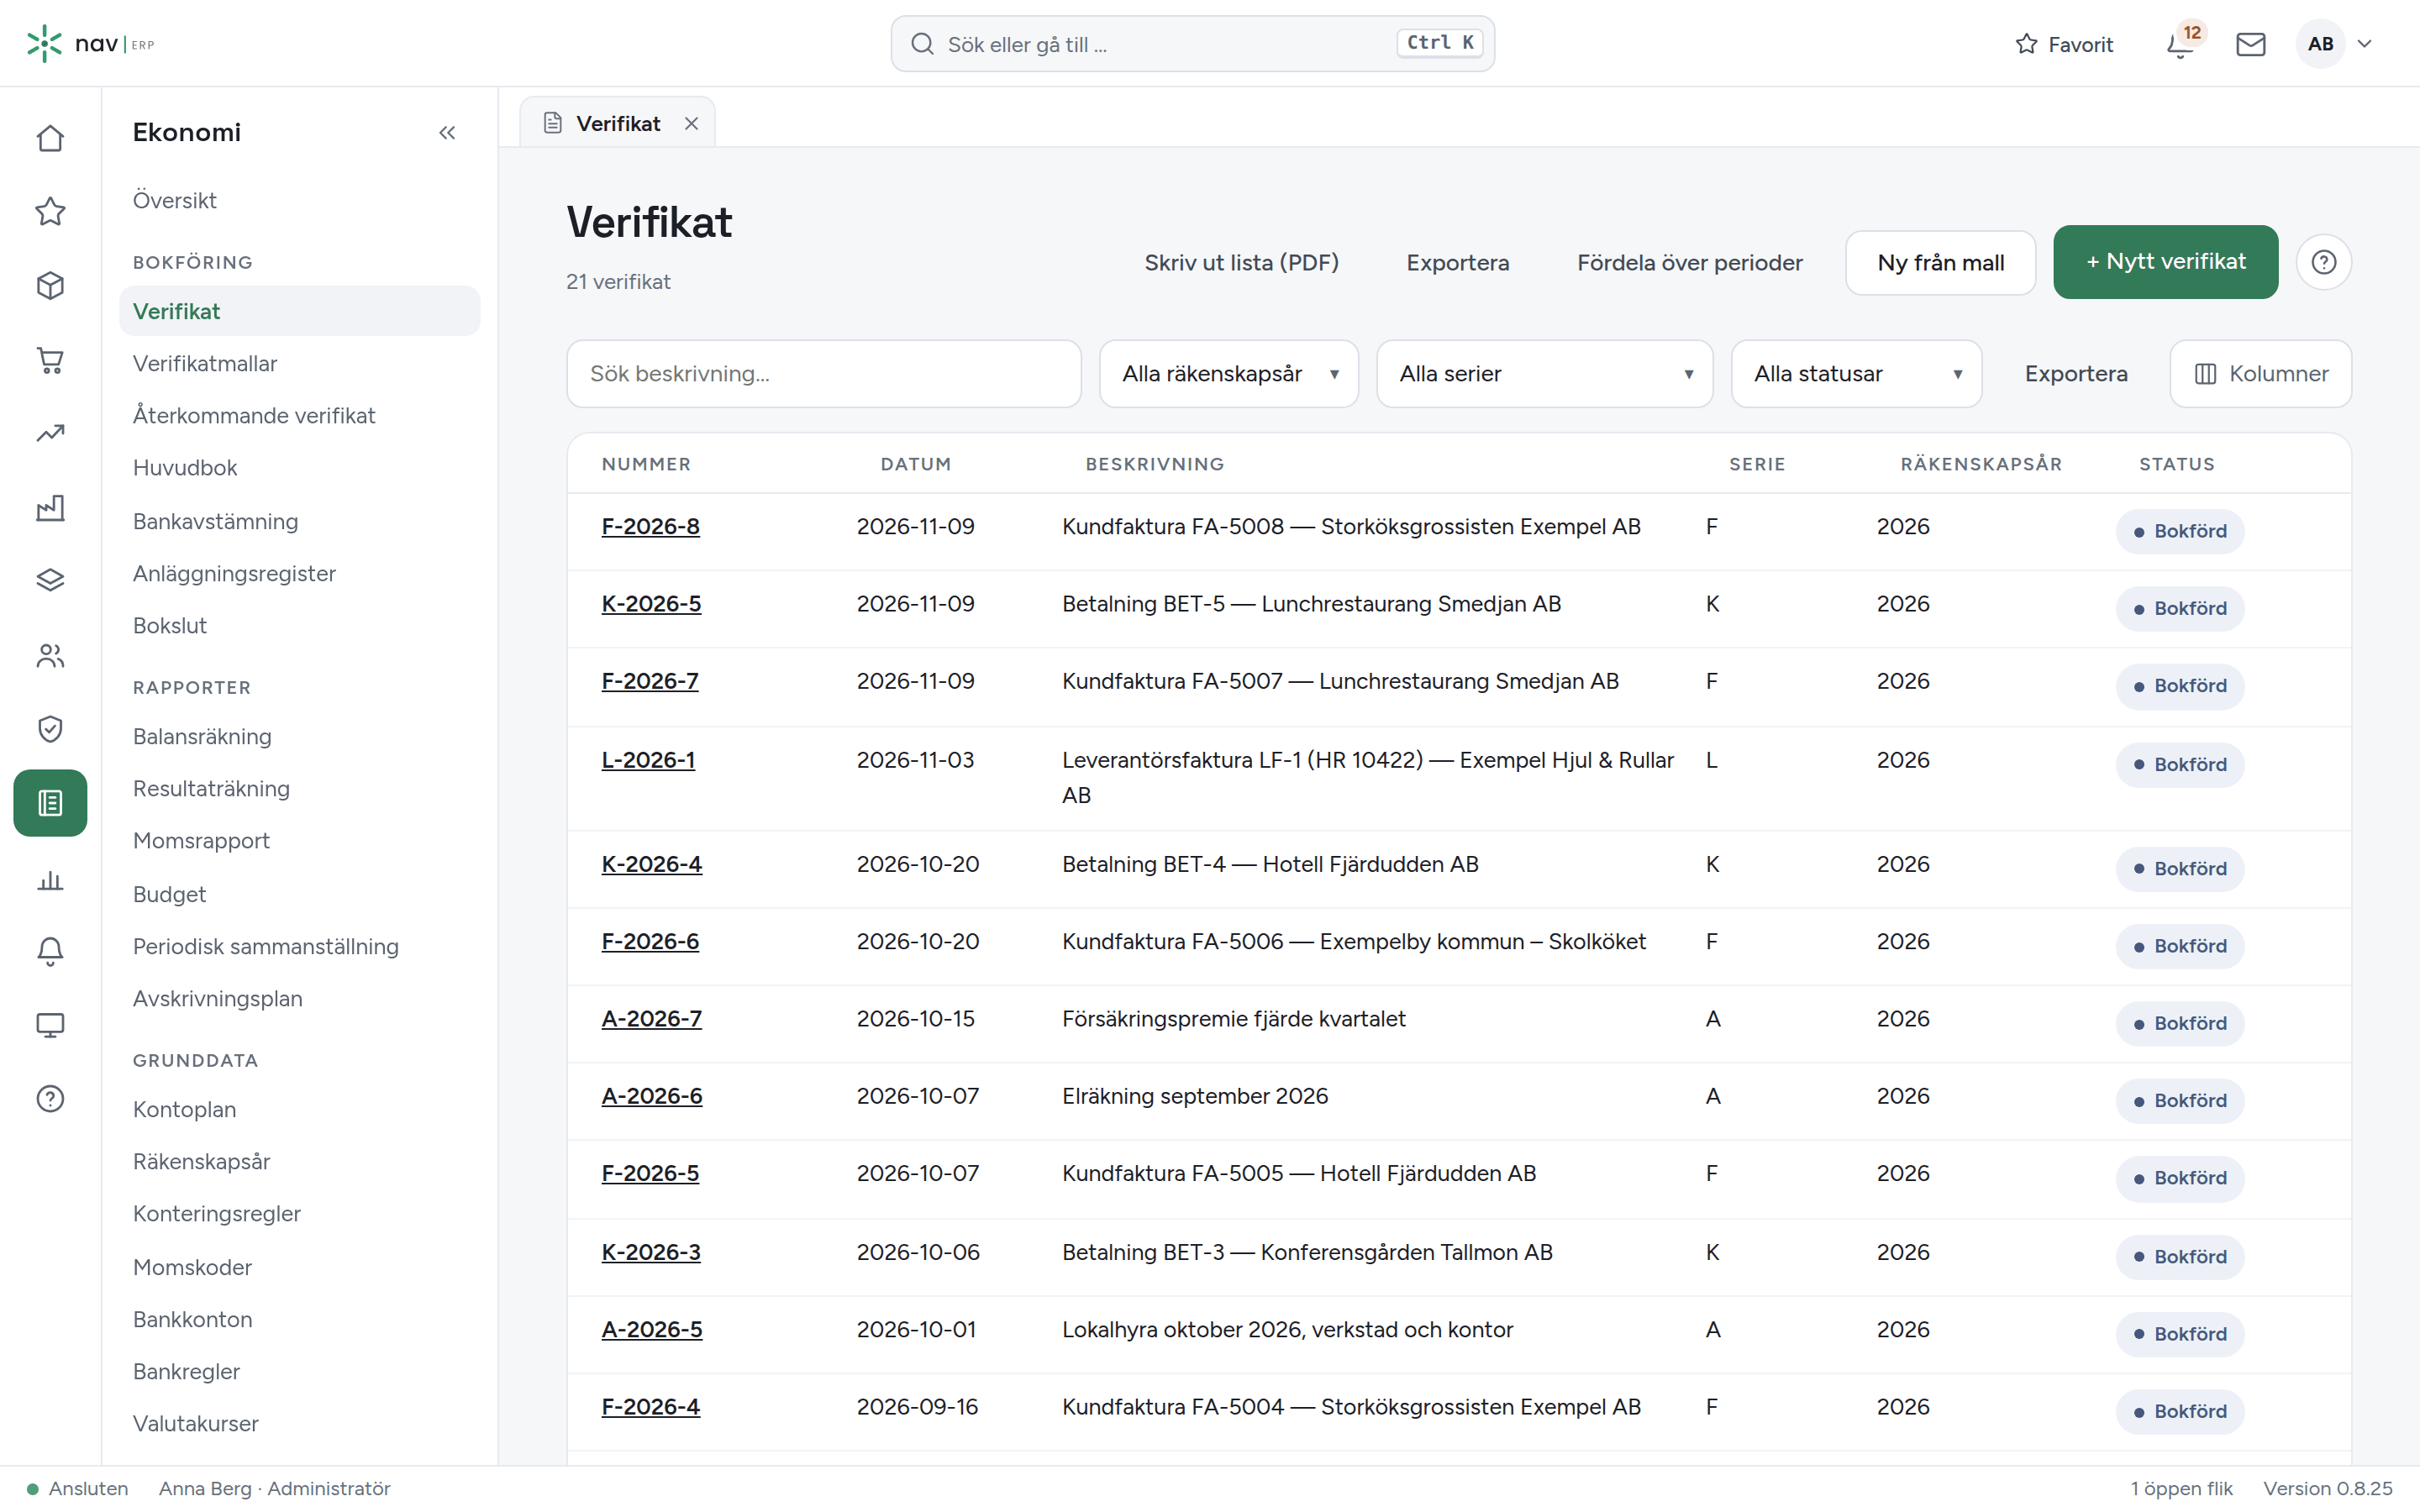 nav ERP
Sök eller gå till ...
Ctrl K
Favorit
12
AB
Ekonomi
Översikt
BOKFÖRING
Verifikat
Verifikatmallar
Återkommande verifikat
Huvudbok
Bankavstämning
Anläggningsregister
Bokslut
RAPPORTER
Balansräkning
Resultaträkning
Momsrapport
Budget
Periodisk sammanställning
Avskrivningsplan
GRUNDDATA
Kontoplan
Räkenskapsår
Konteringsregler
Momskoder
Bankkonton
Bankregler
Valutakurser
Verifikat
Verifikat
21 verifikat
Skriv ut lista (PDF) Exportera Fördela över perioder Ny från mall + Nytt verifikat
Sök beskrivning... Alla räkenskapsår Alla serier Alla statusar Exportera Kolumner
NUMMER DATUM BESKRIVNING SERIE RÄKENSKAPSÅR STATUS
F-2026-8 2026-11-09 Kundfaktura FA-5008 — Storköksgrossisten Exempel AB F 2026 Bokförd
K-2026-5 2026-11-09 Betalning BET-5 — Lunchrestaurang Smedjan AB K 2026 Bokförd
F-2026-7 2026-11-09 Kundfaktura FA-5007 — Lunchrestaurang Smedjan AB F 2026 Bokförd
L-2026-1 2026-11-03 Leverantörsfaktura LF-1 (HR 10422) — Exempel Hjul & Rullar L 2026 Bokförd
AB
K-2026-4 2026-10-20 Betalning BET-4 — Hotell Fjärdudden AB K 2026 Bokförd
F-2026-6 2026-10-20 Kundfaktura FA-5006 — Exempelby kommun – Skolköket F 2026 Bokförd
A-2026-7 2026-10-15 Försäkringspremie fjärde kvartalet A 2026 Bokförd
A-2026-6 2026-10-07 Elräkning september 2026 A 2026 Bokförd
F-2026-5 2026-10-07 Kundfaktura FA-5005 — Hotell Fjärdudden AB F 2026 Bokförd
K-2026-3 2026-10-06 Betalning BET-3 — Konferensgården Tallmon AB K 2026 Bokförd
A-2026-5 2026-10-01 Lokalhyra oktober 2026, verkstad och kontor A 2026 Bokförd
F-2026-4 2026-09-16 Kundfaktura FA-5004 — Storköksgrossisten Exempel AB F 2026 Bokförd
Ansluten Anna Berg · Administratör 1 öppen flik Version 0.8.25